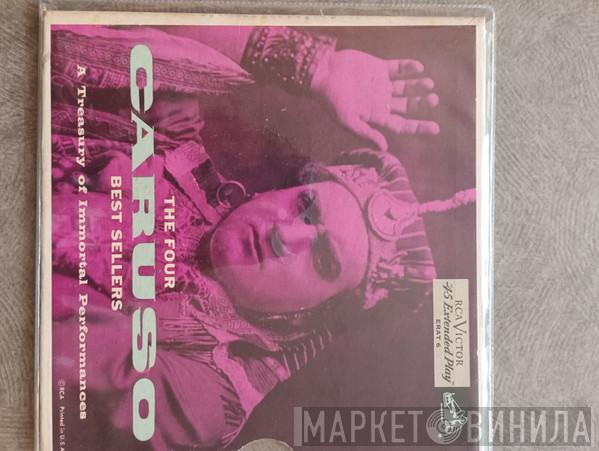 RCA VICTOR
"45 Extended Play"
ERAT 6
THE FOUR
CARUSO
BEST SELLERS
A Treasury of Immortal Performances
© RCA Printed in U.S.A
МАРКЕТ ВИНИЛА